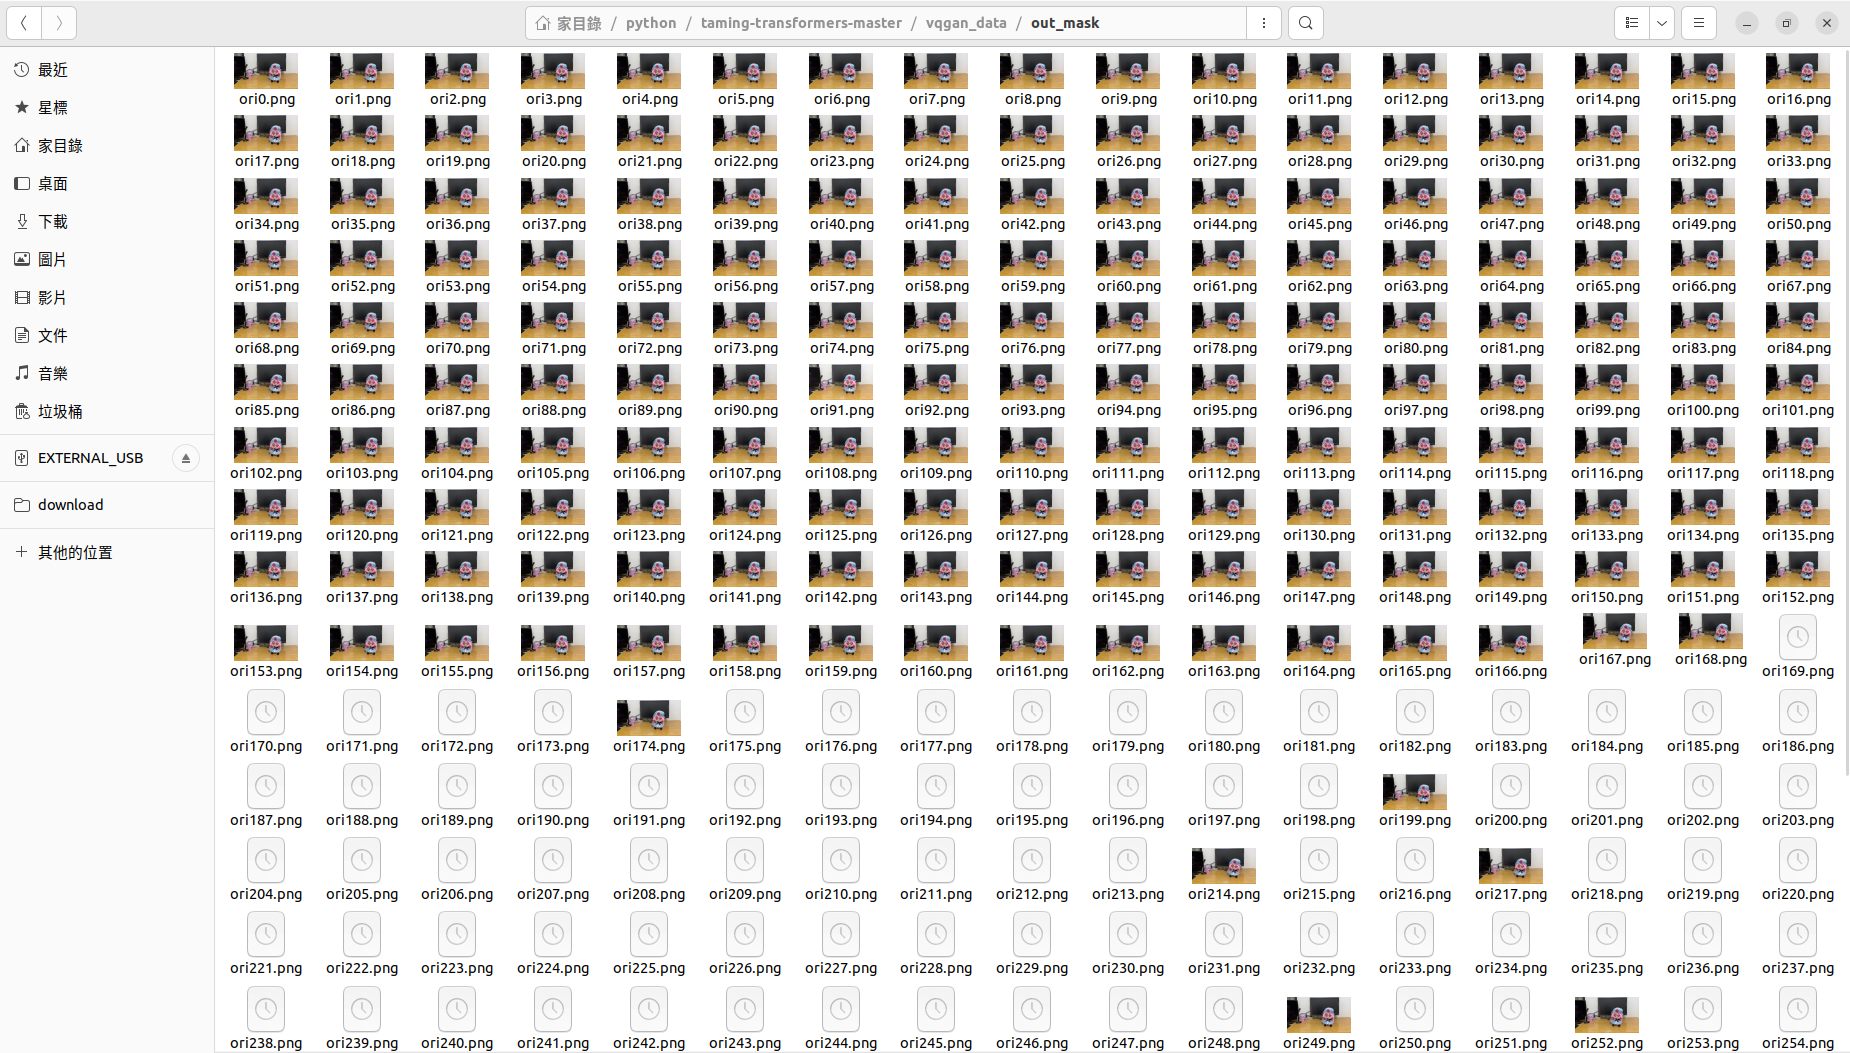 家目錄 / python / taming-transformers-master / vqgan_data / out_mask
最近
星標
家目錄
桌面
下載
圖片
影片
文件
音樂
垃圾桶
EXTERNAL_USB
download
其他的位置
ori0.png ori1.png ori2.png ori3.png ori4.png ori5.png ori6.png ori7.png ori8.png ori9.png ori10.png ori11.png ori12.png ori13.png ori14.png ori15.png ori16.png
ori17.png ori18.png ori19.png ori20.png ori21.png ori22.png ori23.png ori24.png ori25.png ori26.png ori27.png ori28.png ori29.png ori30.png ori31.png ori32.png ori33.png
ori34.png ori35.png ori36.png ori37.png ori38.png ori39.png ori40.png ori41.png ori42.png ori43.png ori44.png ori45.png ori46.png ori47.png ori48.png ori49.png ori50.png
ori51.png ori52.png ori53.png ori54.png ori55.png ori56.png ori57.png ori58.png ori59.png ori60.png ori61.png ori62.png ori63.png ori64.png ori65.png ori66.png ori67.png
ori68.png ori69.png ori70.png ori71.png ori72.png ori73.png ori74.png ori75.png ori76.png ori77.png ori78.png ori79.png ori80.png ori81.png ori82.png ori83.png ori84.png
ori85.png ori86.png ori87.png ori88.png ori89.png ori90.png ori91.png ori92.png ori93.png ori94.png ori95.png ori96.png ori97.png ori98.png ori99.png ori100.png ori101.png
ori102.png ori103.png ori104.png ori105.png ori106.png ori107.png ori108.png ori109.png ori110.png ori111.png ori112.png ori113.png ori114.png ori115.png ori116.png ori117.png ori118.png
ori119.png ori120.png ori121.png ori122.png ori123.png ori124.png ori125.png ori126.png ori127.png ori128.png ori129.png ori130.png ori131.png ori132.png ori133.png ori134.png ori135.png
ori136.png ori137.png ori138.png ori139.png ori140.png ori141.png ori142.png ori143.png ori144.png ori145.png ori146.png ori147.png ori148.png ori149.png ori150.png ori151.png ori152.png
ori153.png ori154.png ori155.png ori156.png ori157.png ori158.png ori159.png ori160.png ori161.png ori162.png ori163.png ori164.png ori165.png ori166.png ori167.png ori168.png ori169.png
ori170.png ori171.png ori172.png ori173.png ori174.png ori175.png ori176.png ori177.png ori178.png ori179.png ori180.png ori181.png ori182.png ori183.png ori184.png ori185.png ori186.png
ori187.png ori188.png ori189.png ori190.png ori191.png ori192.png ori193.png ori194.png ori195.png ori196.png ori197.png ori198.png ori199.png ori200.png ori201.png ori202.png ori203.png
ori204.png ori205.png ori206.png ori207.png ori208.png ori209.png ori210.png ori211.png ori212.png ori213.png ori214.png ori215.png ori216.png ori217.png ori218.png ori219.png ori220.png
ori221.png ori222.png ori223.png ori224.png ori225.png ori226.png ori227.png ori228.png ori229.png ori230.png ori231.png ori232.png ori233.png ori234.png ori235.png ori236.png ori237.png
ori238.png ori239.png ori240.png ori241.png ori242.png ori243.png ori244.png ori245.png ori246.png ori247.png ori248.png ori249.png ori250.png ori251.png ori252.png ori253.png ori254.png